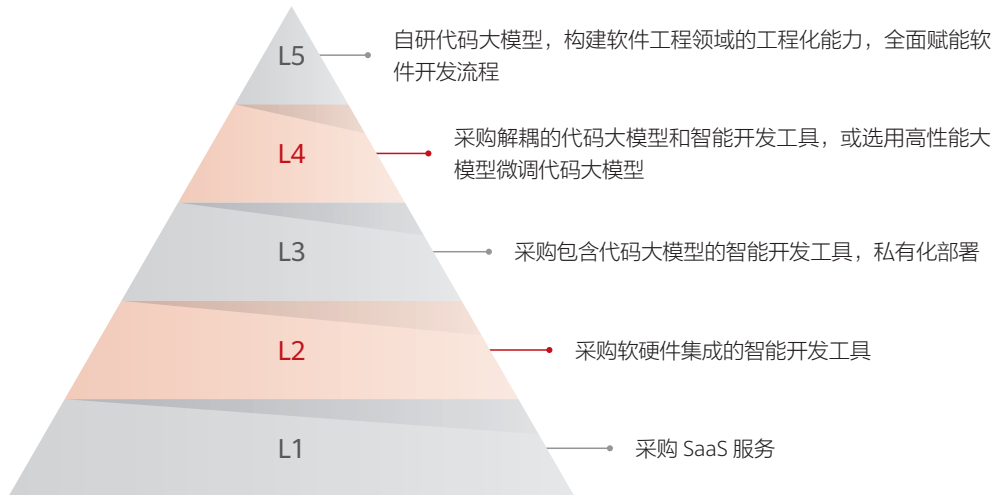 L5
自研代码大模型，构建软件工程领域的工程化能力，全面赋能软
件开发流程
L4
采购解耦的代码大模型和智能开发工具，或选用高性能大
模型微调代码大模型
L3
采购包含代码大模型的智能开发工具，私有化部署
L2
采购软硬件集成的智能开发工具
L1
采购 SaaS 服务